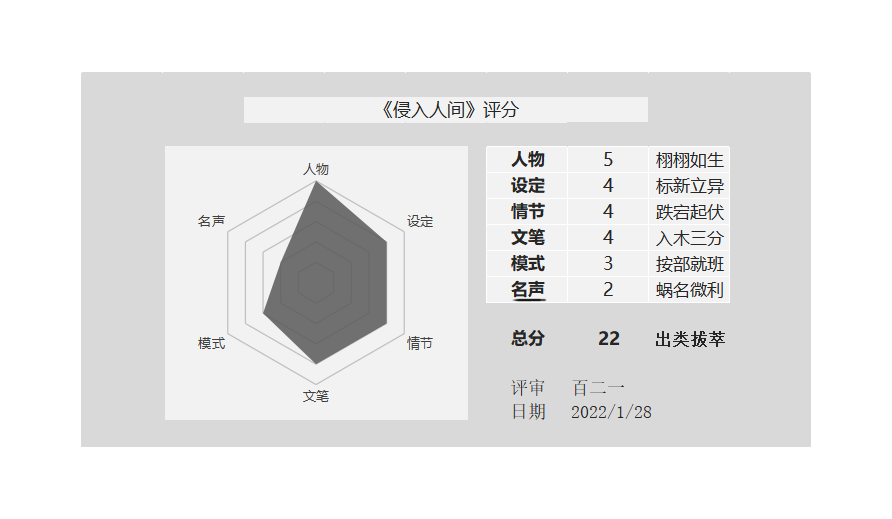 《侵入人间》评分
人物
名声
设定
模式
情节
文笔
人物 5 栩栩如生
设定 4 标新立异
情节 4 跌宕起伏
文笔 4 入木三分
模式 3 按部就班
名声 2 蜗名微利
总分 22 出类拔萃
评审 百二一
日期 2022/1/28